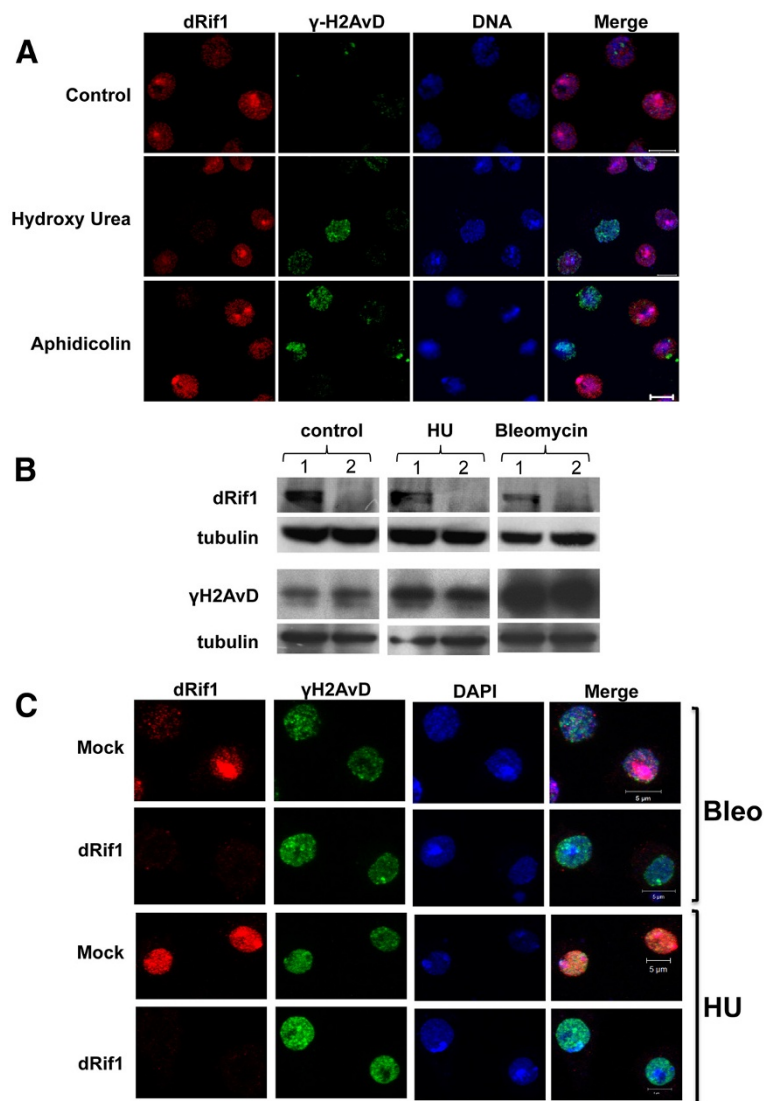 dRif1 γ-H2AvD DNA Merge
A
Control
Hydroxy Urea
Aphidicolin
control HU Bleomycin
B
1 2 1 2 1 2
dRif1
tubulin
γH2AvD
tubulin
C
dRif1 γH2AvD DAPI Merge
Mock
5 μm
Bleo
dRif1
5 μm
Mock
5 μm
HU
dRif1